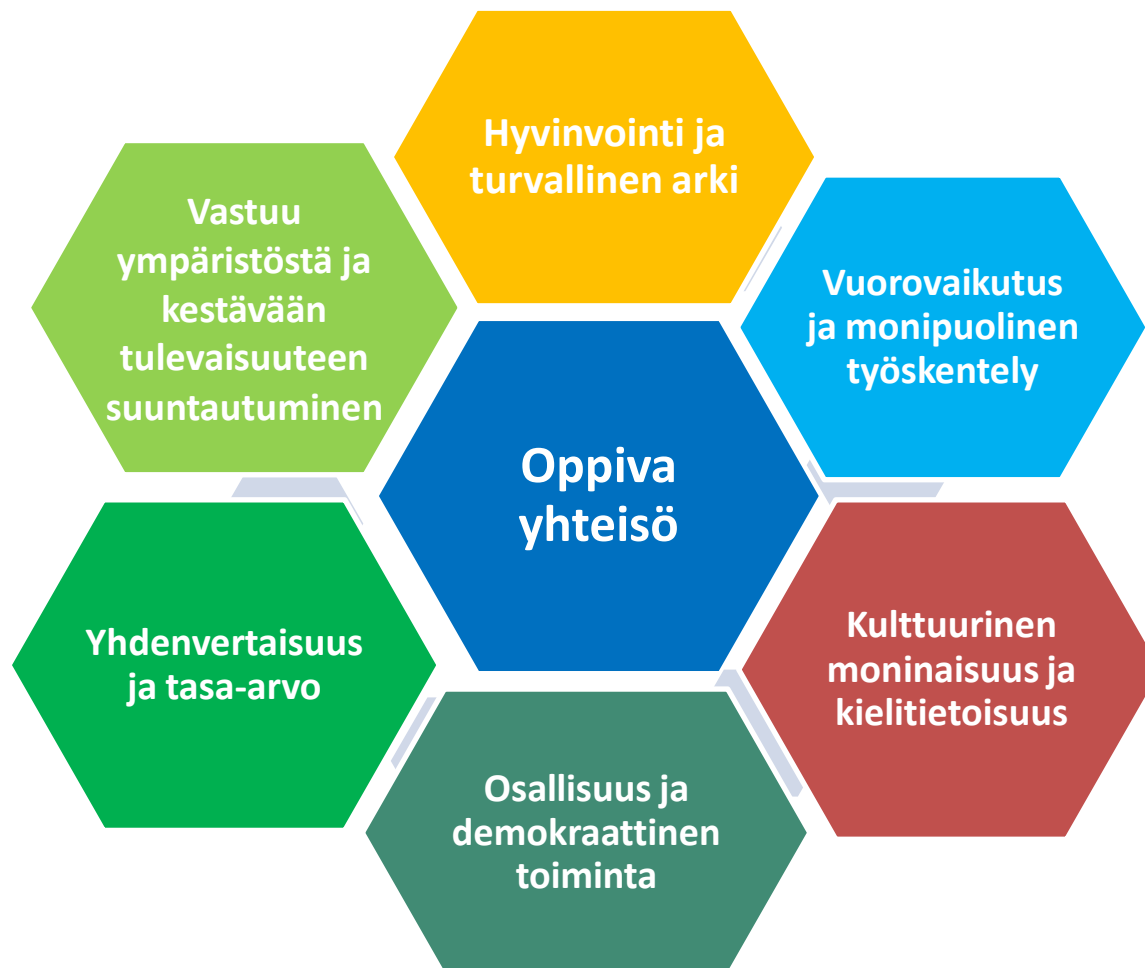 Hyvinvointi ja
turvallinen arki
Vastuu
ympäristöstä ja
kestävään
tulevaisuuteen
suuntautuminen
Vuorovaikutus
ja monipuolinen
työskentely
Oppiva
yhteisö
Yhdenvertaisuus
ja tasa-arvo
Kulttuurinen
moninaisuus ja
kielitietoisuus
Osallisuus ja
demokraattinen
toiminta